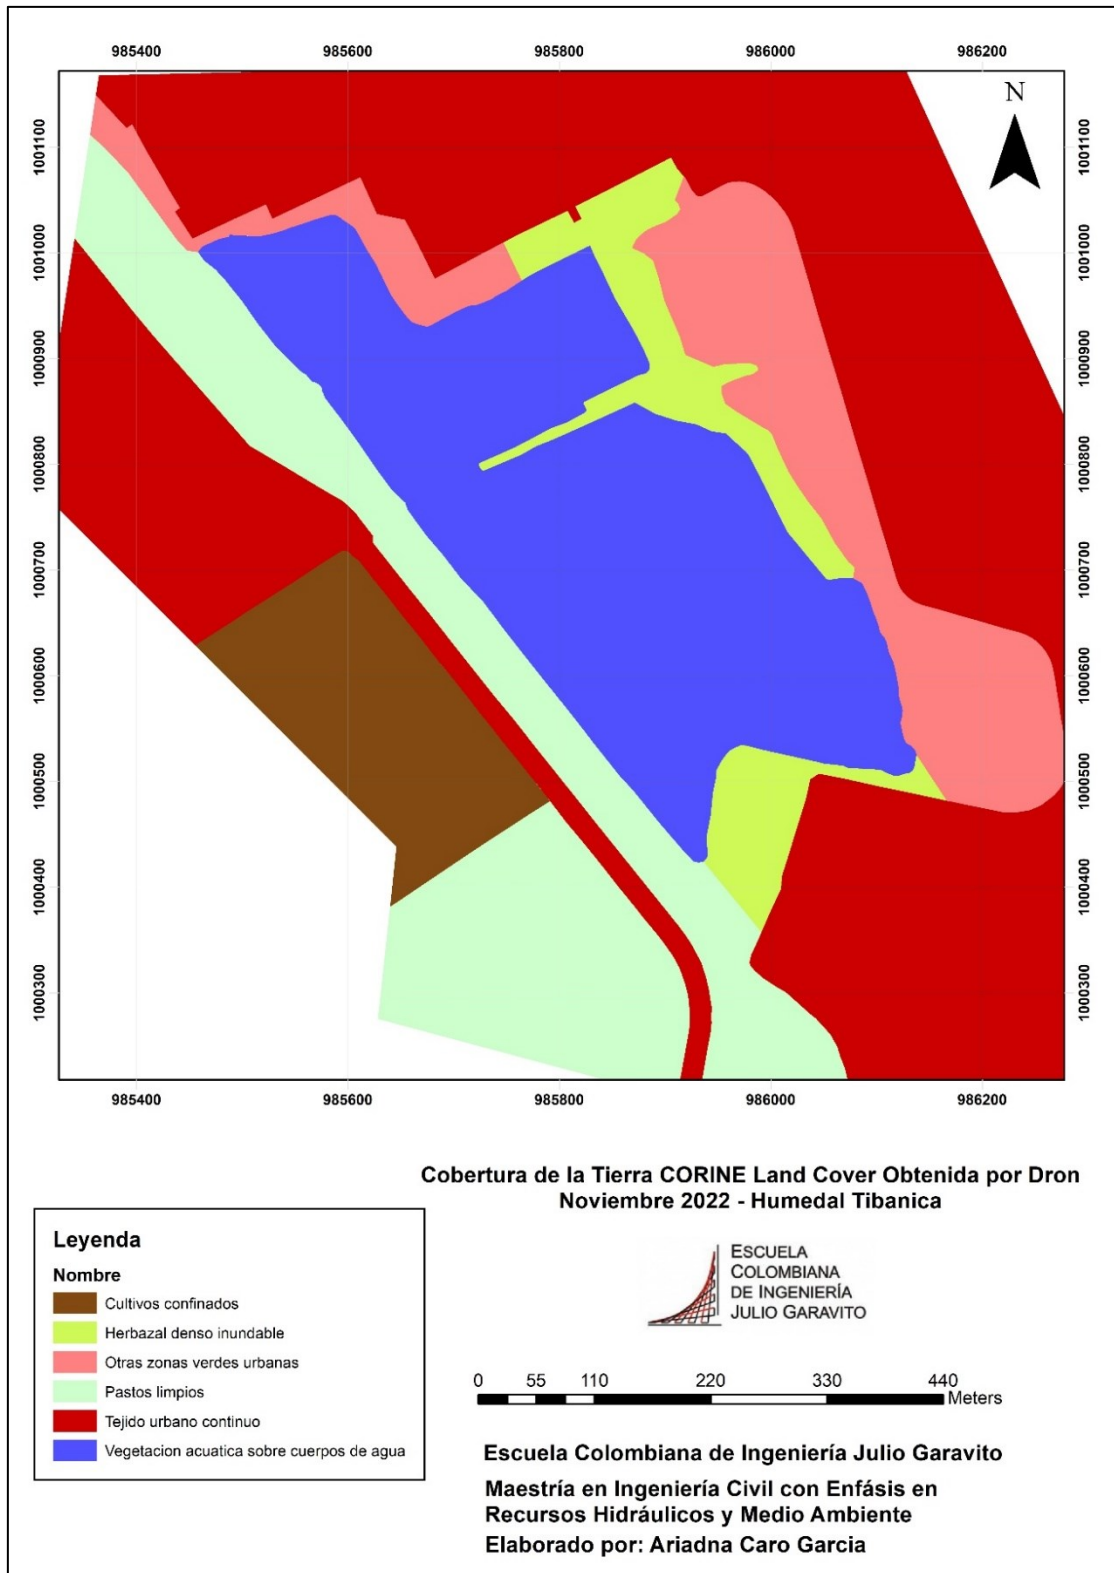 985400 985600 985800 986000 986200
N
1001100 1001100
1001000 1001000
1000900 1000900
1000800 1000800
1000700 1000700
1000600 1000600
1000500 1000500
1000400 1000400
1000300 1000300
985400 985600 985800 986000 986200
Cobertura de la Tierra CORINE Land Cover Obtenida por Dron
Noviembre 2022 - Humedal Tibanica
Leyenda
Nombre
Cultivos confinados
Herbazal denso inundable
Otras zonas verdes urbanas
Pastos limpios
Tejido urbano continuo
Vegetacion acuatica sobre cuerpos de agua
ESCUELA
COLOMBIANA
DE INGENIERÍA
JULIO GARAVITO
0 55 110 220 330 440
Meters
Escuela Colombiana de Ingeniería Julio Garavito
Maestría en Ingeniería Civil con Enfásis en
Recursos Hidráulicos y Medio Ambiente
Elaborado por: Ariadna Caro Garcia